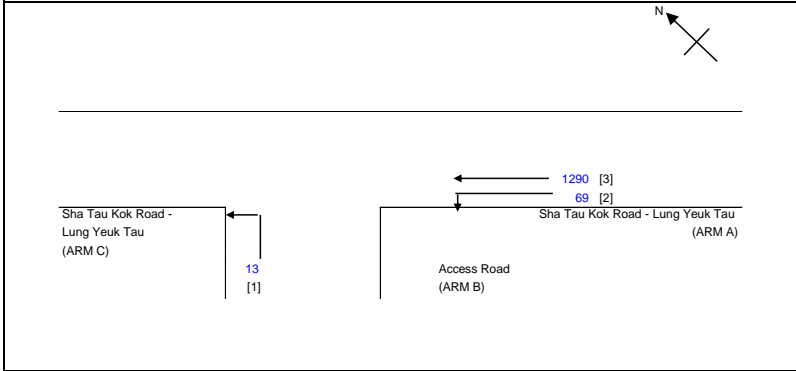 N
1290 [3]
69 [2]
Sha Tau Kok Road - Lung Yeuk Tau
(ARM A)
Sha Tau Kok Road -
Lung Yeuk Tau
(ARM C)
13
[1]
Access Road
(ARM B)